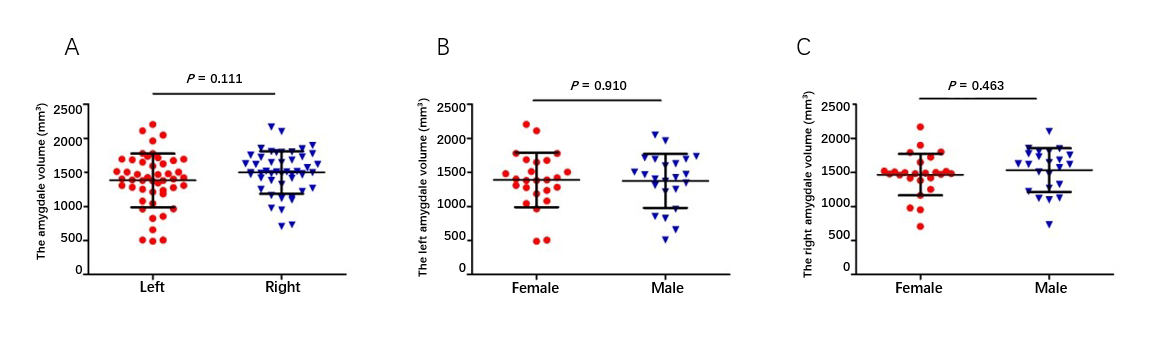 A
P = 0.111
The amygdale volume (mm³)
2500
2000
1500
1000
500
0
Left
Right
B
P = 0.910
The left amygdale volume (mm³)
2500
2000
1500
1000
500
0
Female
Male
C
P = 0.463
The right amygdale volume (mm³)
2500
2000
1500
1000
500
0
Female
Male